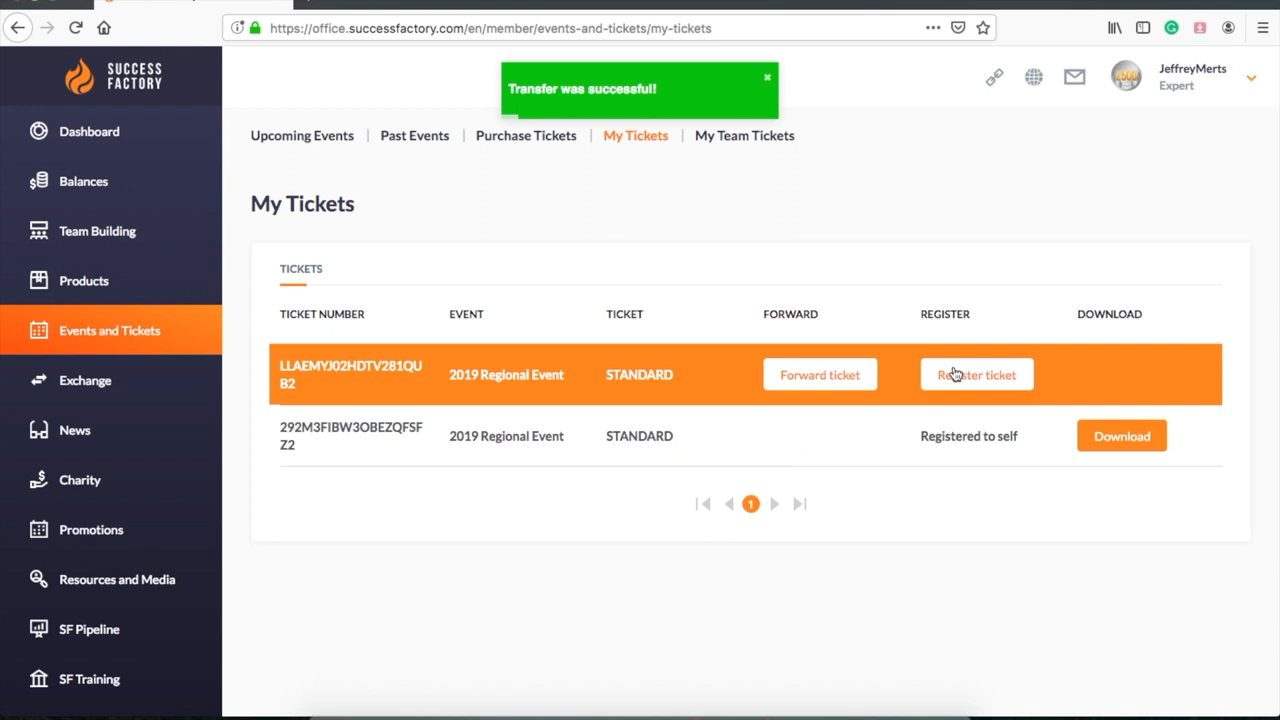 https://office.successfactory.com/en/member/events-and-tickets/my-tickets
SUCCESS
FACTORY
Transfer was successful!
JeffreyMerts
Expert
Dashboard
Balances
Team Building
Products
Events and Tickets
Exchange
News
Charity
Promotions
Resources and Media
SF Pipeline
SF Training
Upcoming Events | Past Events | Purchase Tickets | My Tickets | My Team Tickets
My Tickets
TICKETS
TICKET NUMBER EVENT TICKET FORWARD REGISTER DOWNLOAD
LLAEMYJ02HDTV281QU
B2
2019 Regional Event STANDARD Forward ticket Register ticket
292M3FIBW3OBEZQFSF
Z2
2019 Regional Event STANDARD Registered to self Download
1